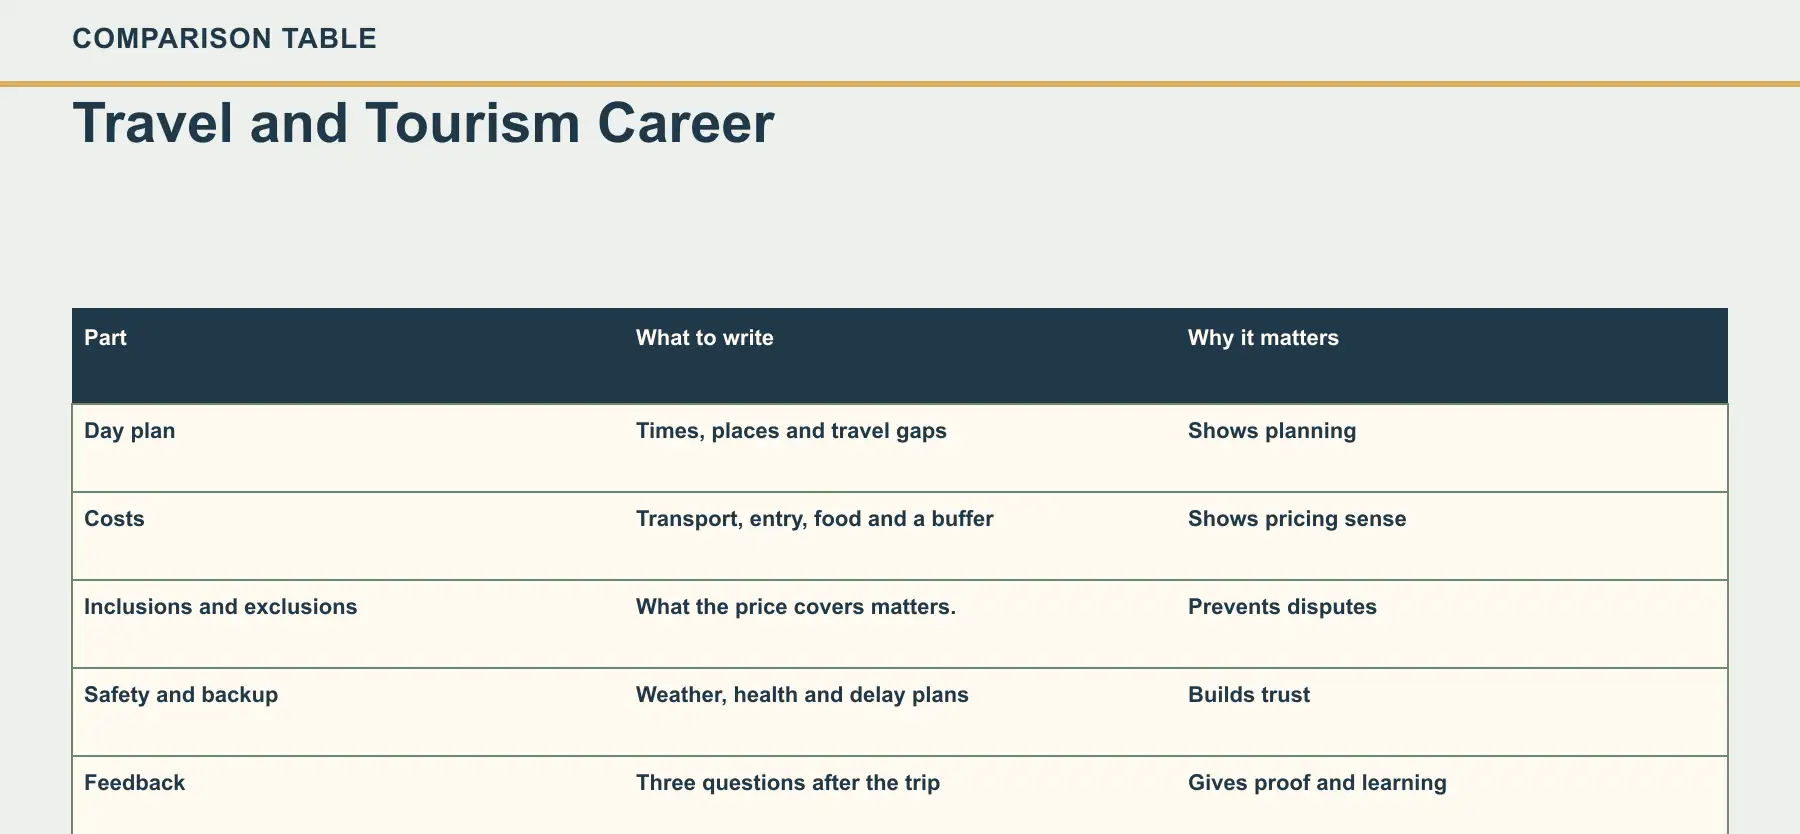 COMPARISON TABLE
Travel and Tourism Career
Part What to write Why it matters
Day plan Times, places and travel gaps Shows planning
Costs Transport, entry, food and a buffer Shows pricing sense
Inclusions and exclusions What the price covers matters. Prevents disputes
Safety and backup Weather, health and delay plans Builds trust
Feedback Three questions after the trip Gives proof and learning